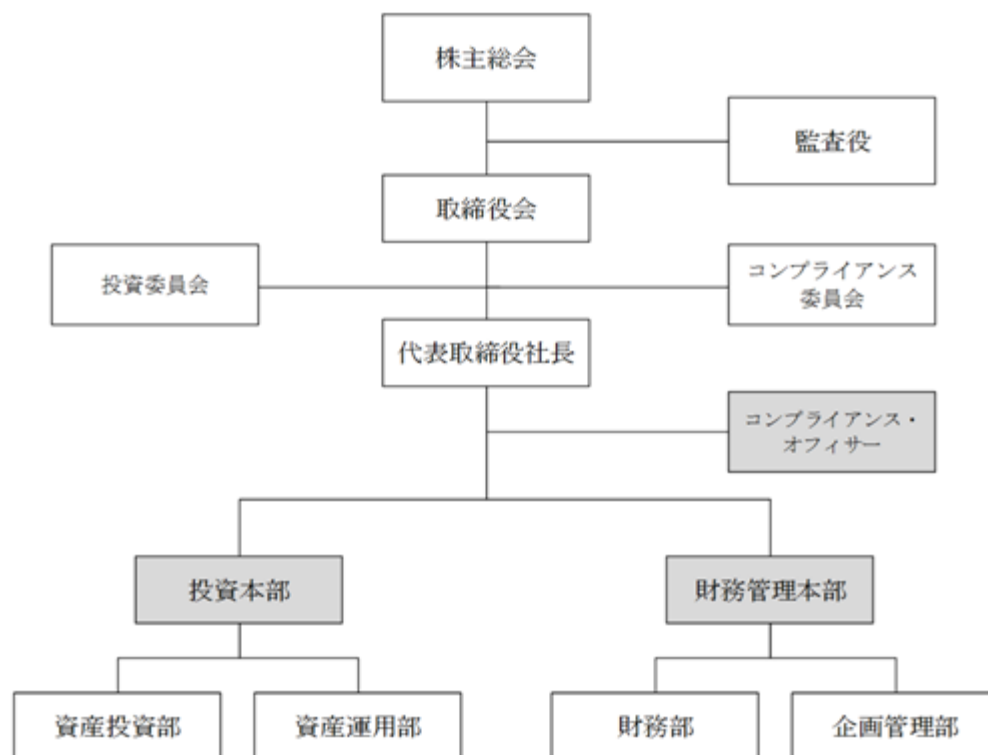 株主総会
監査役
取締役会
投資委員会
コンプライアンス
委員会
代表取締役社長
コンプライアンス・
オフィサー
投資本部
財務管理本部
資産投資部
資産運用部
財務部
企画管理部